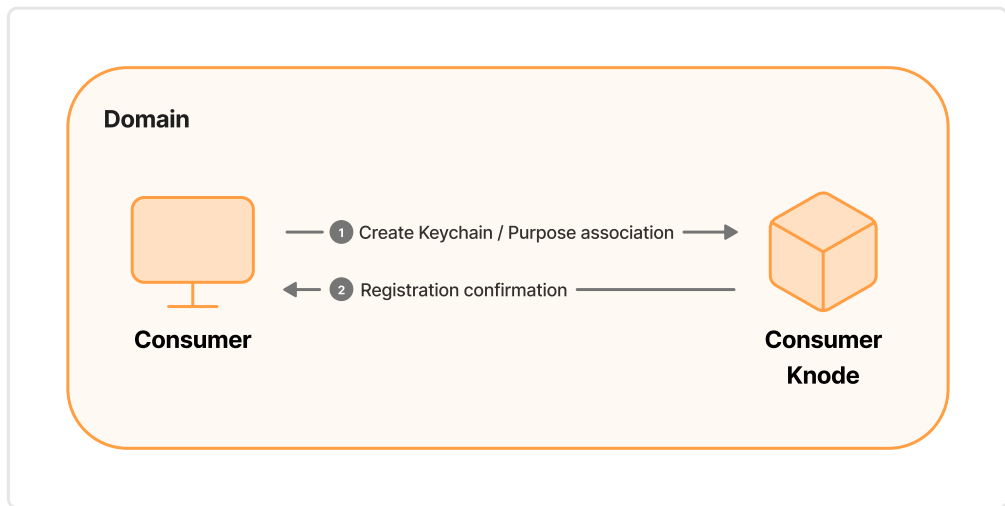 Domain
1 Create Keychain / Purpose association
2 Registration confirmation
Consumer
Consumer
Knode